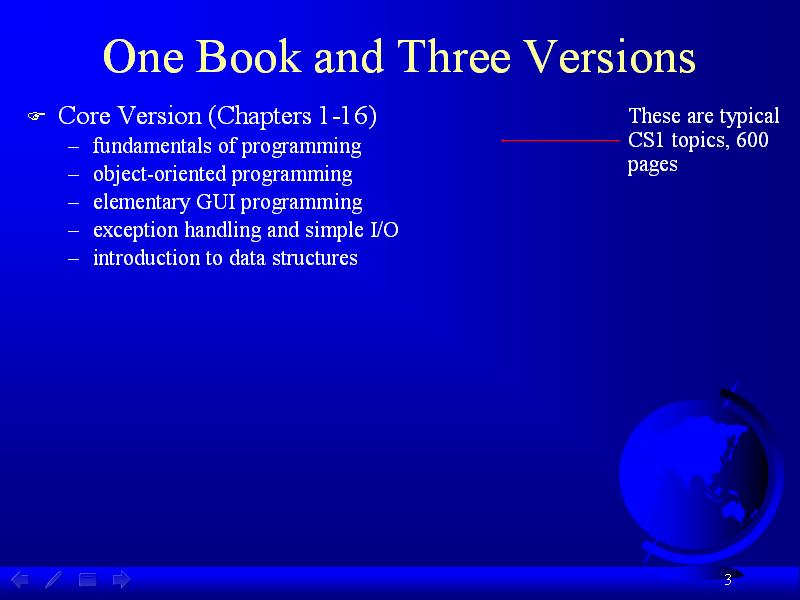 One Book and Three Versions
Core Version (Chapters 1-16)
– fundamentals of programming
– object-oriented programming
– elementary GUI programming
– exception handling and simple I/O
– introduction to data structures
These are typical
CS1 topics, 600
pages
3